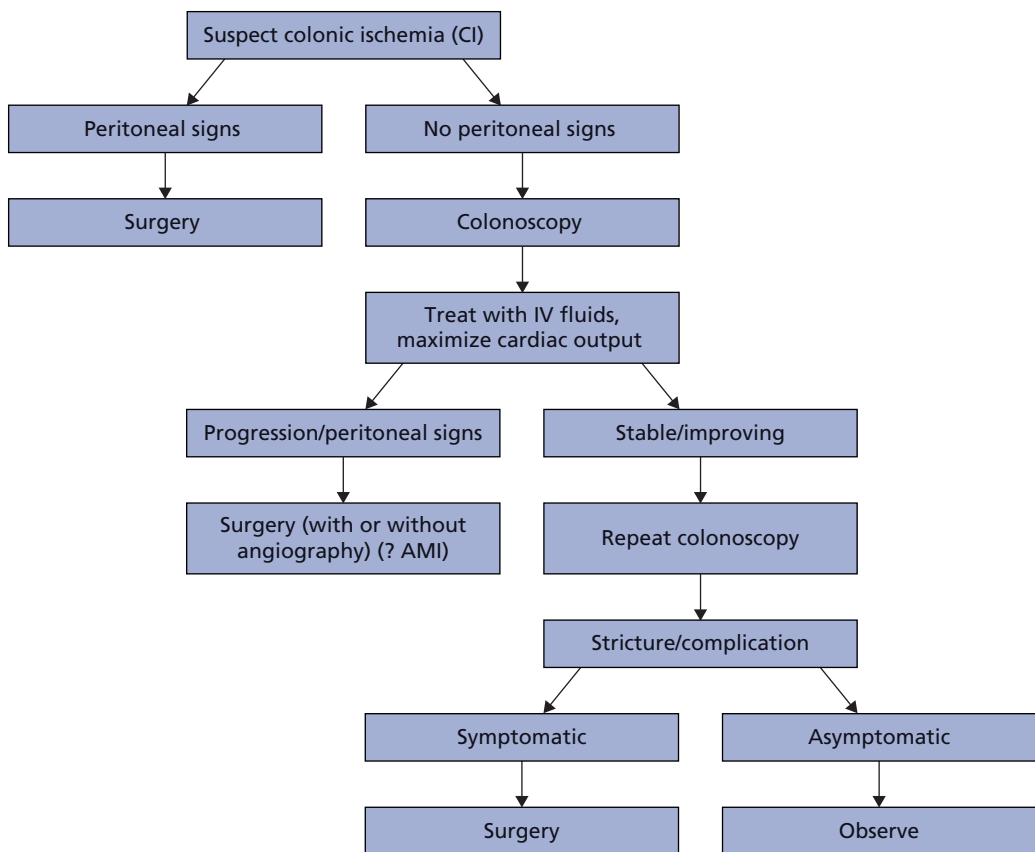 Suspect colonic ischemia (CI)
Peritoneal signs
No peritoneal signs
Surgery
Colonoscopy
Treat with IV fluids,
maximize cardiac output
Progression/peritoneal signs
Stable/improving
Surgery (with or without
angiography) (? AMI)
Repeat colonoscopy
Stricture/complication
Symptomatic
Asymptomatic
Surgery
Observe